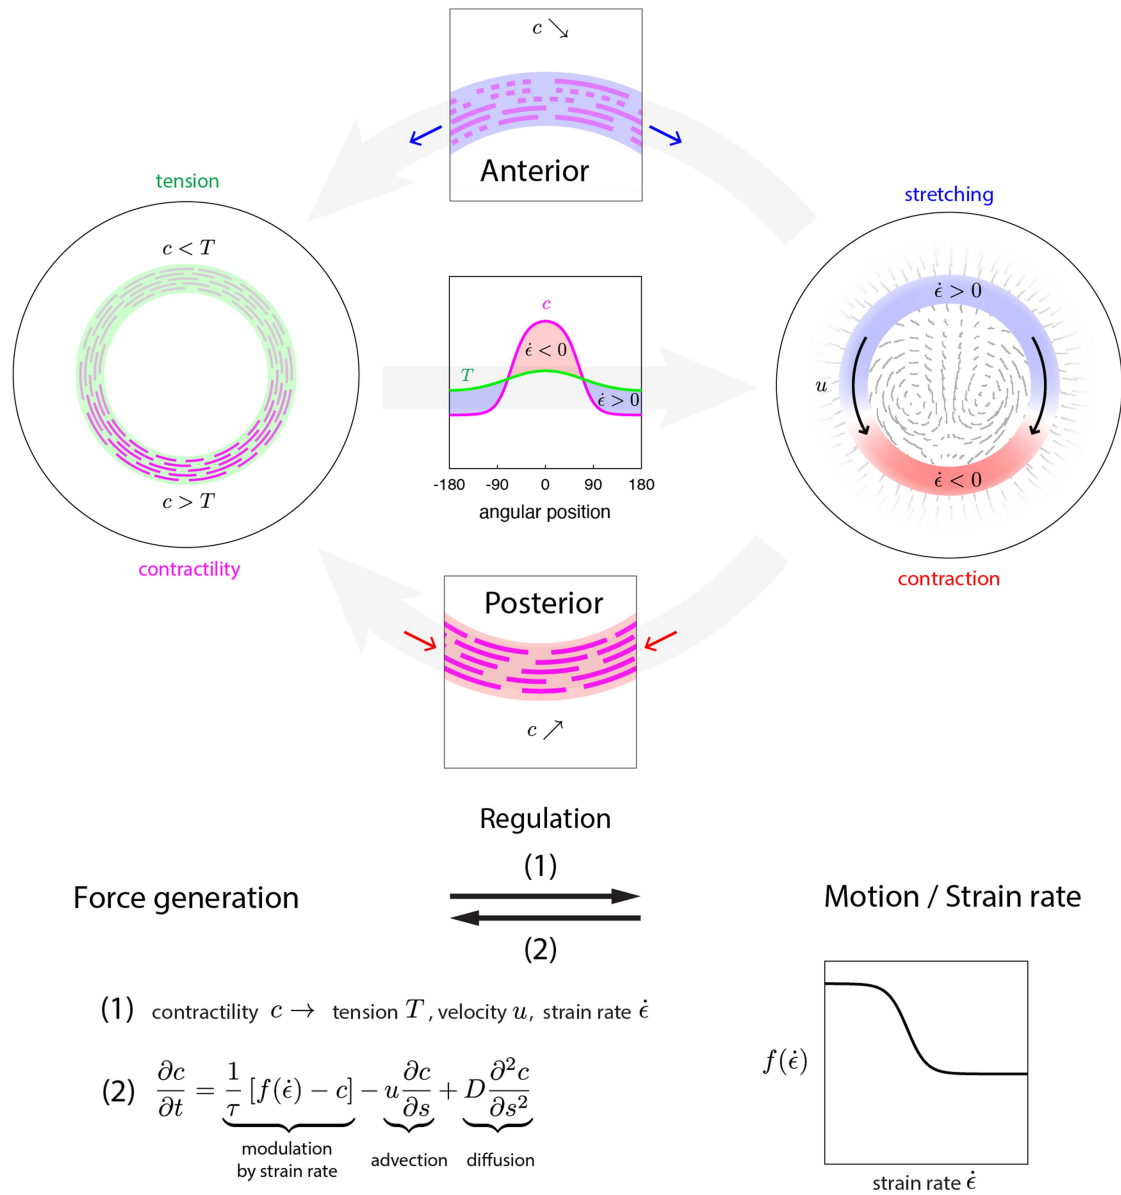 c ↘
Anterior
tension
c < T
c > T
contractility
c
ϵ̇ < 0
T
ϵ̇ > 0
-180 -90 0 90 180
angular position
stretching
ϵ̇ > 0
u
ϵ̇ < 0
contraction
Posterior
c ↗
Regulation
(1)
Force generation
Motion / Strain rate
(2)
(1) contractility c → tension T , velocity u, strain rate ϵ̇
(2) ∂c/∂t = 1/τ [f(ϵ̇) − c] − u ∂c/∂s + D ∂²c/∂s²
modulation
by strain rate
advection
diffusion
f(ϵ̇)
strain rate ϵ̇